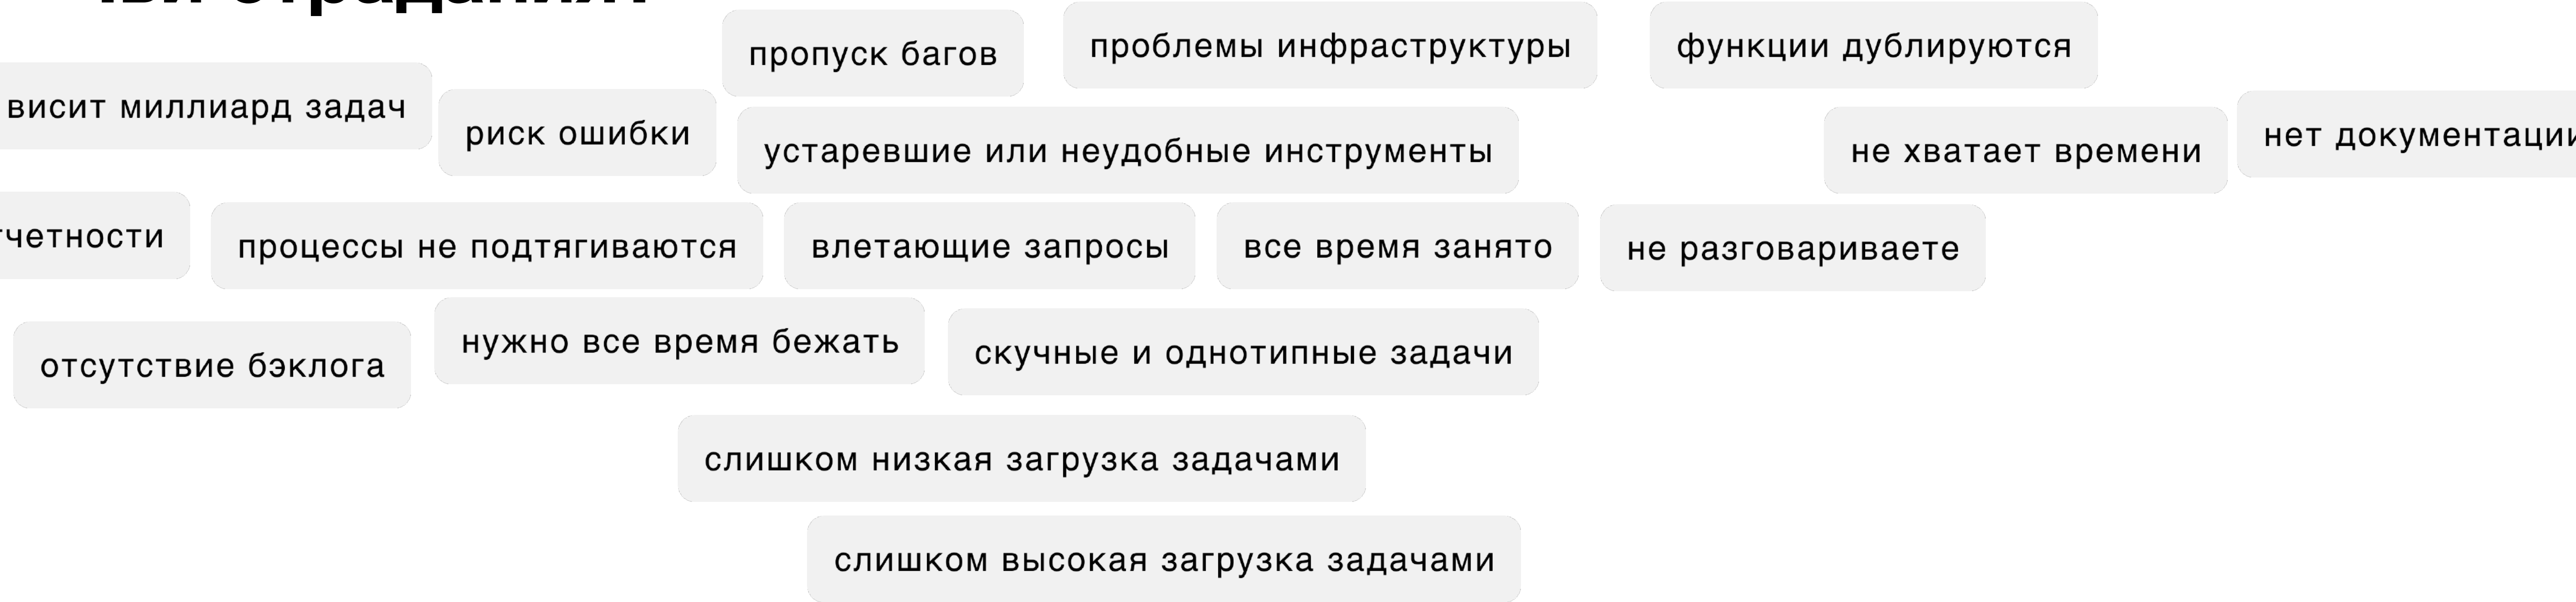 пропуск багов
проблемы инфраструктуры
функции дублируются
висит миллиард задач
риск ошибки
устаревшие или неудобные инструменты
не хватает времени
нет документации
процессы не подтягиваются
влетающие запросы
все время занято
не разговариваете
отсутствие бэклога
нужно все время бежать
скучные и однотипные задачи
слишком низкая загрузка задачами
слишком высокая загрузка задачами